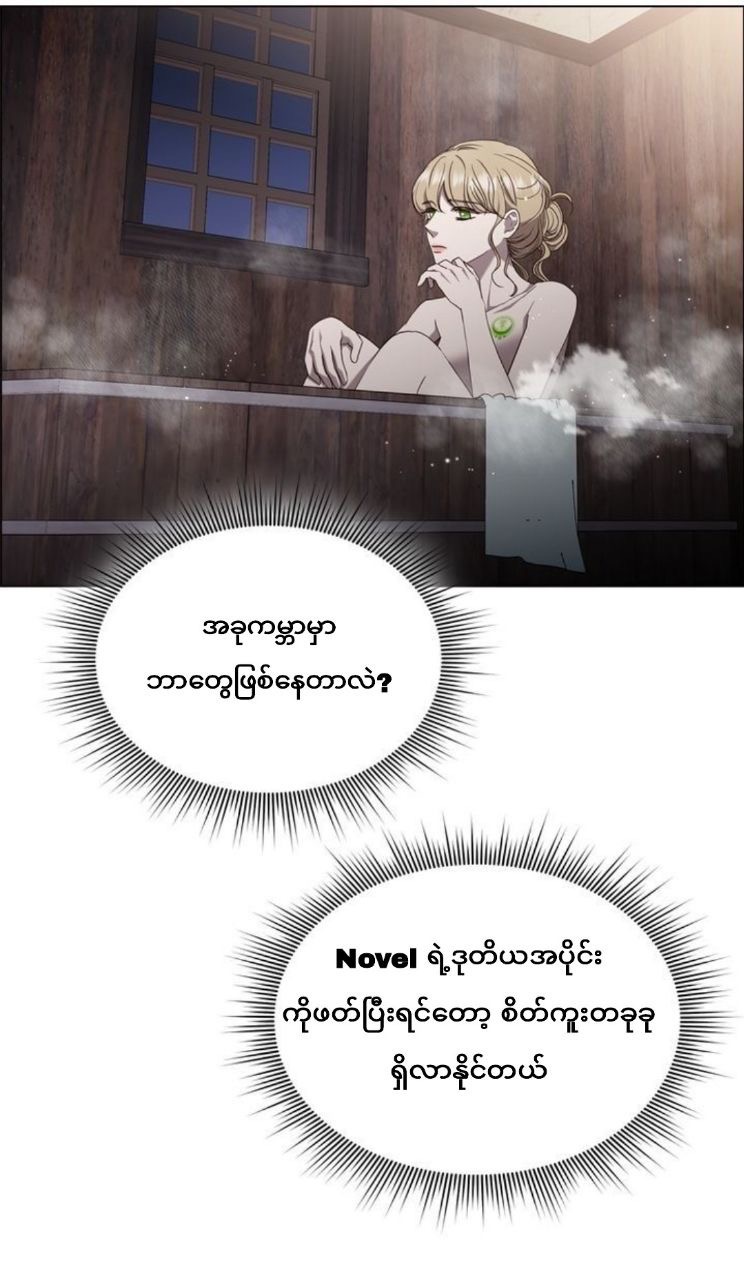 အခုကမ္ဘာမှာ
ဘာတွေဖြစ်နေတာလဲ?
Novel ရဲ့ဒုတိယအပိုင်း
ကိုဖတ်ပြီးရင်တော့ စိတ်ကူးတခုခု
ရှိလာနိုင်တယ်